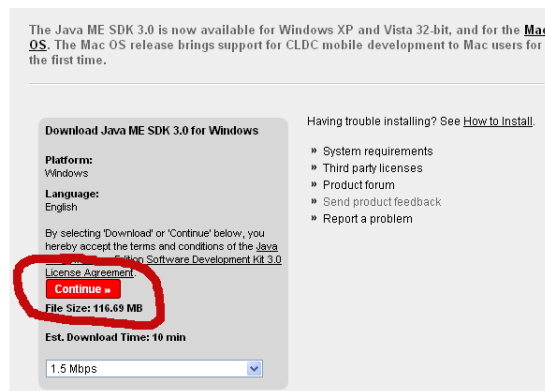 The Java ME SDK 3.0 is now available for Windows XP and Vista 32-bit, and for the Mac
OS. The Mac OS release brings support for CLDC mobile development to Mac users for
the first time.
Download Java ME SDK 3.0 for Windows
Platform:
Windows
Language:
English
By selecting 'Download' or 'Continue' below, you
hereby accept the terms and conditions of the Java
Edition Software Development Kit 3.0
License Agreement.
Continue »
File Size: 116.69 MB
Est. Download Time: 10 min
1.5 Mbps
Having trouble installing? See How to Install.
» System requirements
» Third party licenses
» Product forum
» Send product feedback
» Report a problem